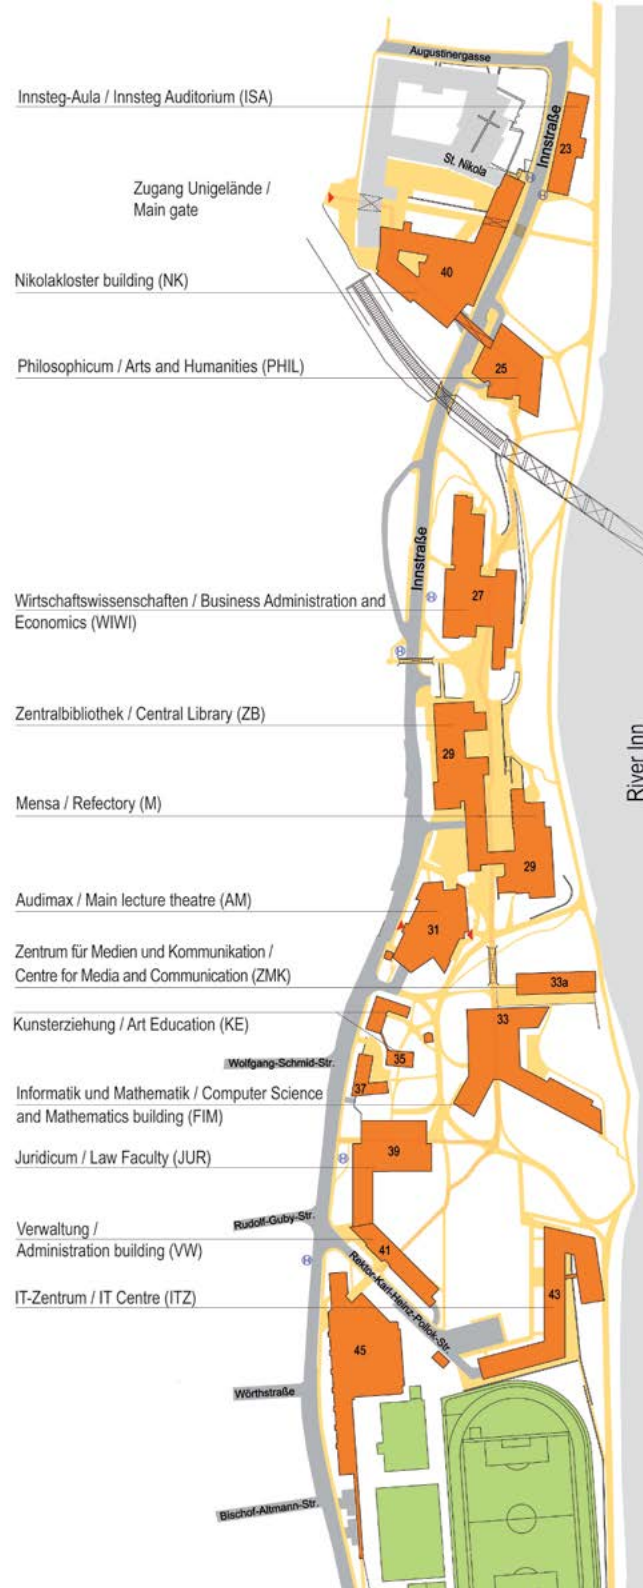 Augustinergasse
Innsteg-Aula / Innsteg Auditorium (ISA)
Innstraße
23
St. Nikola
H
H
Zugang Unigelände /
Main gate
40
Nikolakloster building (NK)
Philosophicum / Arts and Humanities (PHIL)
25
Innstraße
27
H
Wirtschaftswissenschaften / Business Administration and
Economics (WIWI)
H
Zentralbibliothek / Central Library (ZB)
River Inn
29
Mensa / Refectory (M)
29
Audimax / Main lecture theatre (AM)
31
Zentrum für Medien und Kommunikation /
Centre for Media and Communication (ZMK)
33a
33
Kunsterziehung / Art Education (KE)
35
Wolfgang-Schmid-Str.
37
Informatik und Mathematik / Computer Science
and Mathematics building (FIM)
39
Juridicum / Law Faculty (JUR)
H
Rudolf-Guby-Str.
Verwaltung /
Administration building (VW)
41
H
Rektor-Karl-Heinz-Pollok-Str.
IT-Zentrum / IT Centre (ITZ)
43
45
Wörthstraße
Bischof-Altmann-Str.